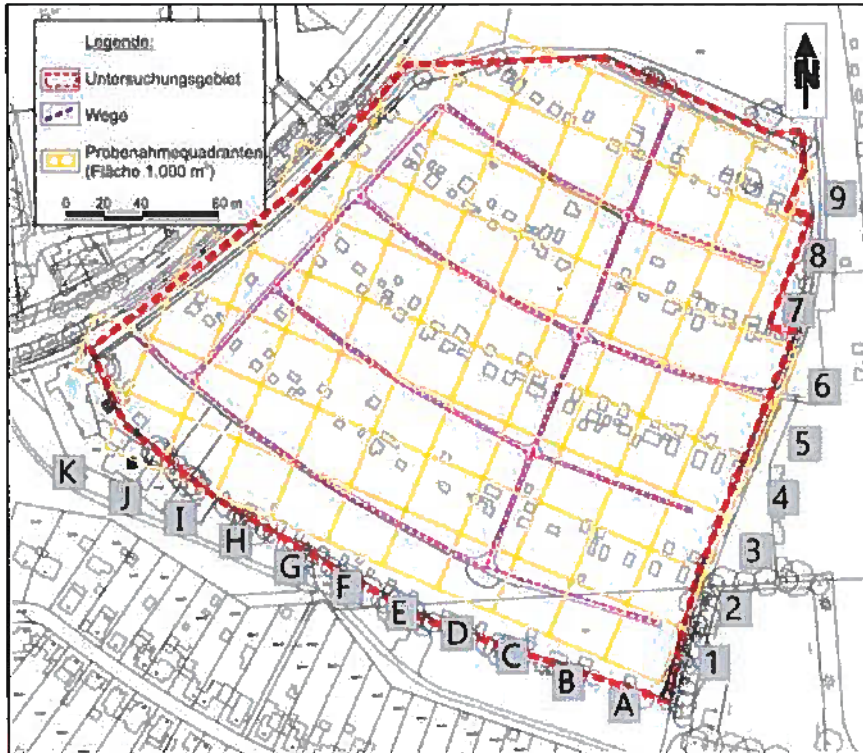 Legende:
Untersuchungsgebiet
Wege
Probenahmequadranten
(Fläche 1.000 m²)
0 20 40 80 m
N
9
8
7
6
5
4
3
2
1
K
J
I
H
G
F
E
D
C
B
A